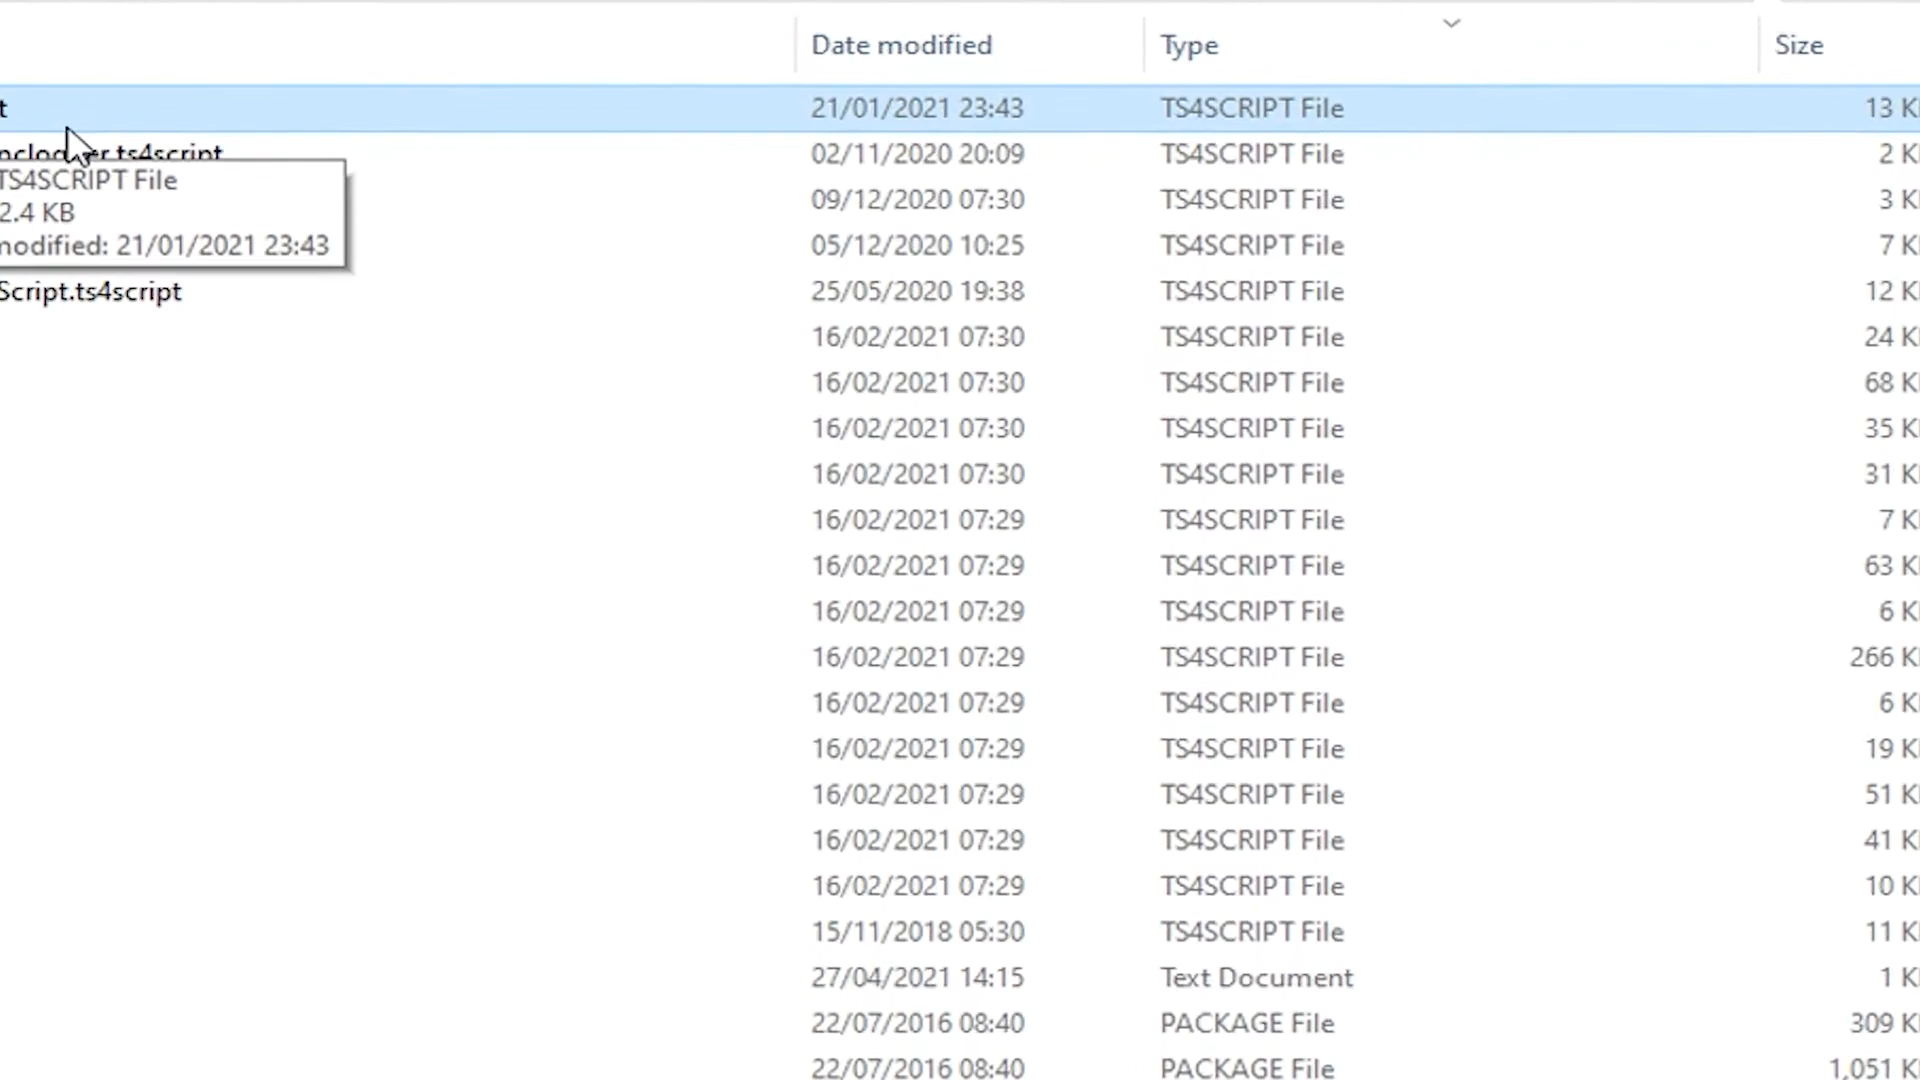 Date modified Type Size
t 21/01/2021 23:43 TS4SCRIPT File 13 K
.ts4script 02/11/2020 20:09 TS4SCRIPT File 2 K
TS4SCRIPT File
2.4 KB
modified: 21/01/2021 23:43
09/12/2020 07:30 TS4SCRIPT File 3 K
05/12/2020 10:25 TS4SCRIPT File 7 K
Script.ts4script 25/05/2020 19:38 TS4SCRIPT File 12 K
16/02/2021 07:30 TS4SCRIPT File 24 K
16/02/2021 07:30 TS4SCRIPT File 68 K
16/02/2021 07:30 TS4SCRIPT File 35 K
16/02/2021 07:30 TS4SCRIPT File 31 K
16/02/2021 07:29 TS4SCRIPT File 7 K
16/02/2021 07:29 TS4SCRIPT File 63 K
16/02/2021 07:29 TS4SCRIPT File 6 K
16/02/2021 07:29 TS4SCRIPT File 266 K
16/02/2021 07:29 TS4SCRIPT File 6 K
16/02/2021 07:29 TS4SCRIPT File 19 K
16/02/2021 07:29 TS4SCRIPT File 51 K
16/02/2021 07:29 TS4SCRIPT File 41 K
16/02/2021 07:29 TS4SCRIPT File 10 K
15/11/2018 05:30 TS4SCRIPT File 11 K
27/04/2021 14:15 Text Document 1 K
22/07/2016 08:40 PACKAGE File 309 K
22/07/2016 08:40 PACKAGE File 1,051 K